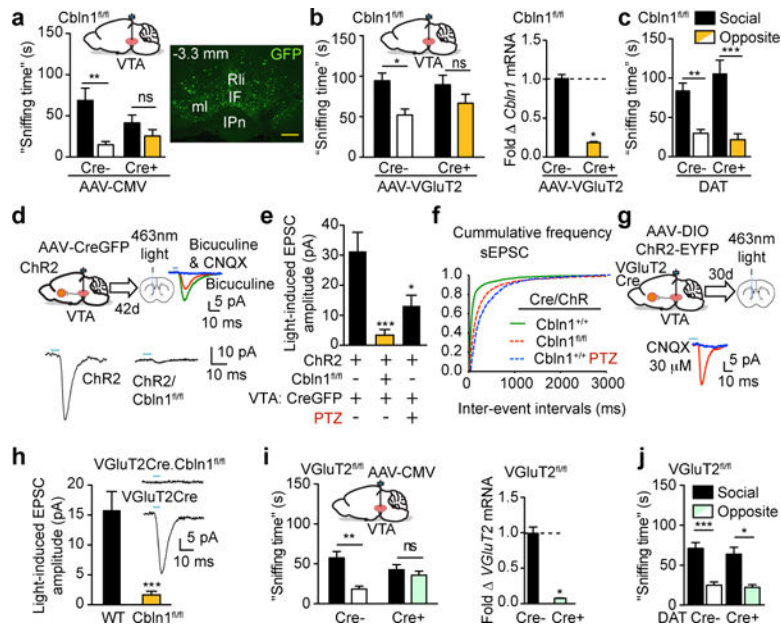 Cbln1fl/fl
a
VTA
"Sniffing time" (s)
150
100
50
0
**
ns
Cre-
Cre+
AAV-CMV
-3.3 mm
GFP
Rli
IF
ml
IPn
b
Cbln1fl/fl
VTA
"Sniffing time" (s)
150
100
50
0
*
ns
Cre-
Cre+
AAV-VGluT2
Fold Δ Cbln1 mRNA
1.5
1.0
0.5
0
*
Cre-
Cre+
AAV-VGluT2
c
Cbln1fl/fl
Social
Opposite
"Sniffing time" (s)
150
100
50
0
**
***
Cre-
Cre+
DAT
d
AAV-CreGFP
ChR2
VTA
42d
463nm
light
Bicuculine
& CNQX
Bicuculine
5 pA
10 ms
ChR2
ChR2/
Cbln1fl/fl
10 pA
10 ms
e
Light-induced EPSC
amplitude (pA)
40
30
20
10
0
***
*
ChR2 + + +
Cbln1fl/fl - + -
VTA: CreGFP + + +
PTZ - - +
f
Cummulative frequency
sEPSC
1.0
0.8
0.6
0.4
0.2
0
Cre/ChR
Cbln1+/+
Cbln1fl/fl
Cbln1+/+ PTZ
0 1000 2000 3000
Inter-event intervals (ms)
g
AAV-DIO
ChR2-EYFP
VGluT2
Cre
VTA
30d
463nm
light
CNQX
30 µM
5 pA
10 ms
h
VGluT2Cre.Cbln1fl/fl
VGluT2Cre
5 pA
10 ms
Light-induced EPSC
amplitude (pA)
20
15
10
5
0
***
WT
Cbln1fl/fl
i
VGluT2fl/fl
AAV-CMV
VTA
"Sniffing time" (s)
150
100
50
0
**
ns
Cre-
Cre+
VGluT2fl/fl
Fold Δ VGluT2 mRNA
1.5
1.0
0.5
0
*
Cre-
Cre+
j
VGluT2fl/fl
Social
Opposite
"Sniffing time" (s)
150
100
50
0
***
*
DAT Cre- Cre+